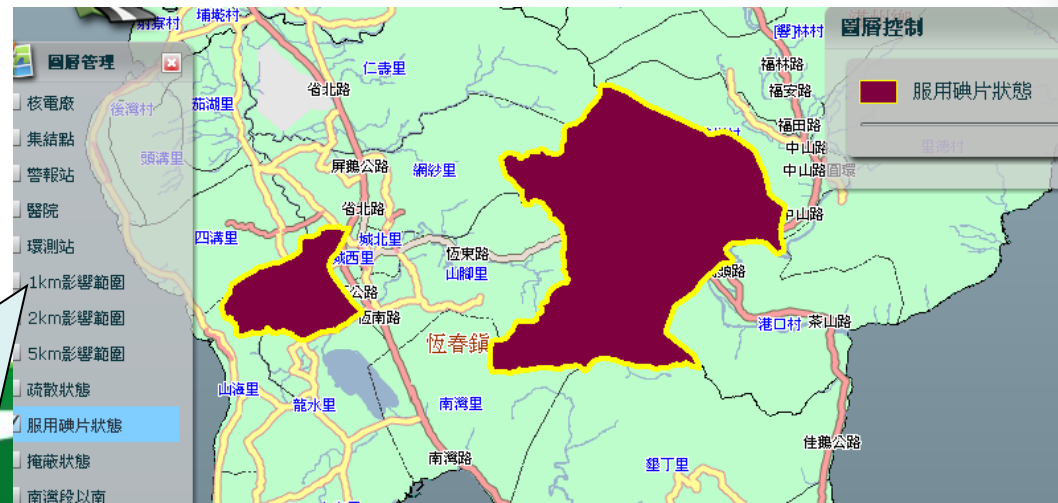 圖層管理
核電廠
集結點
警報站
醫院
環測站
1km影響範圍
2km影響範圍
5km影響範圍
疏散狀態
服用碘片狀態
掩蔽狀態
南灣段以南
圖層控制
服用碘片狀態
埔墘村
後灣村
頭溝里
茄湖里
仁壽里
省北路
屏鵝公路
網紗里
省北路
四溝里
城北里
城西里
恆東路
山腳里
公路
恆南路
恆春鎮
山海里
龍水里
南灣里
南灣路
墾丁里
福林路
福安路
福田路
中山路
中山路
圓環
里德村
港口村
茶山路
佳鵝公路